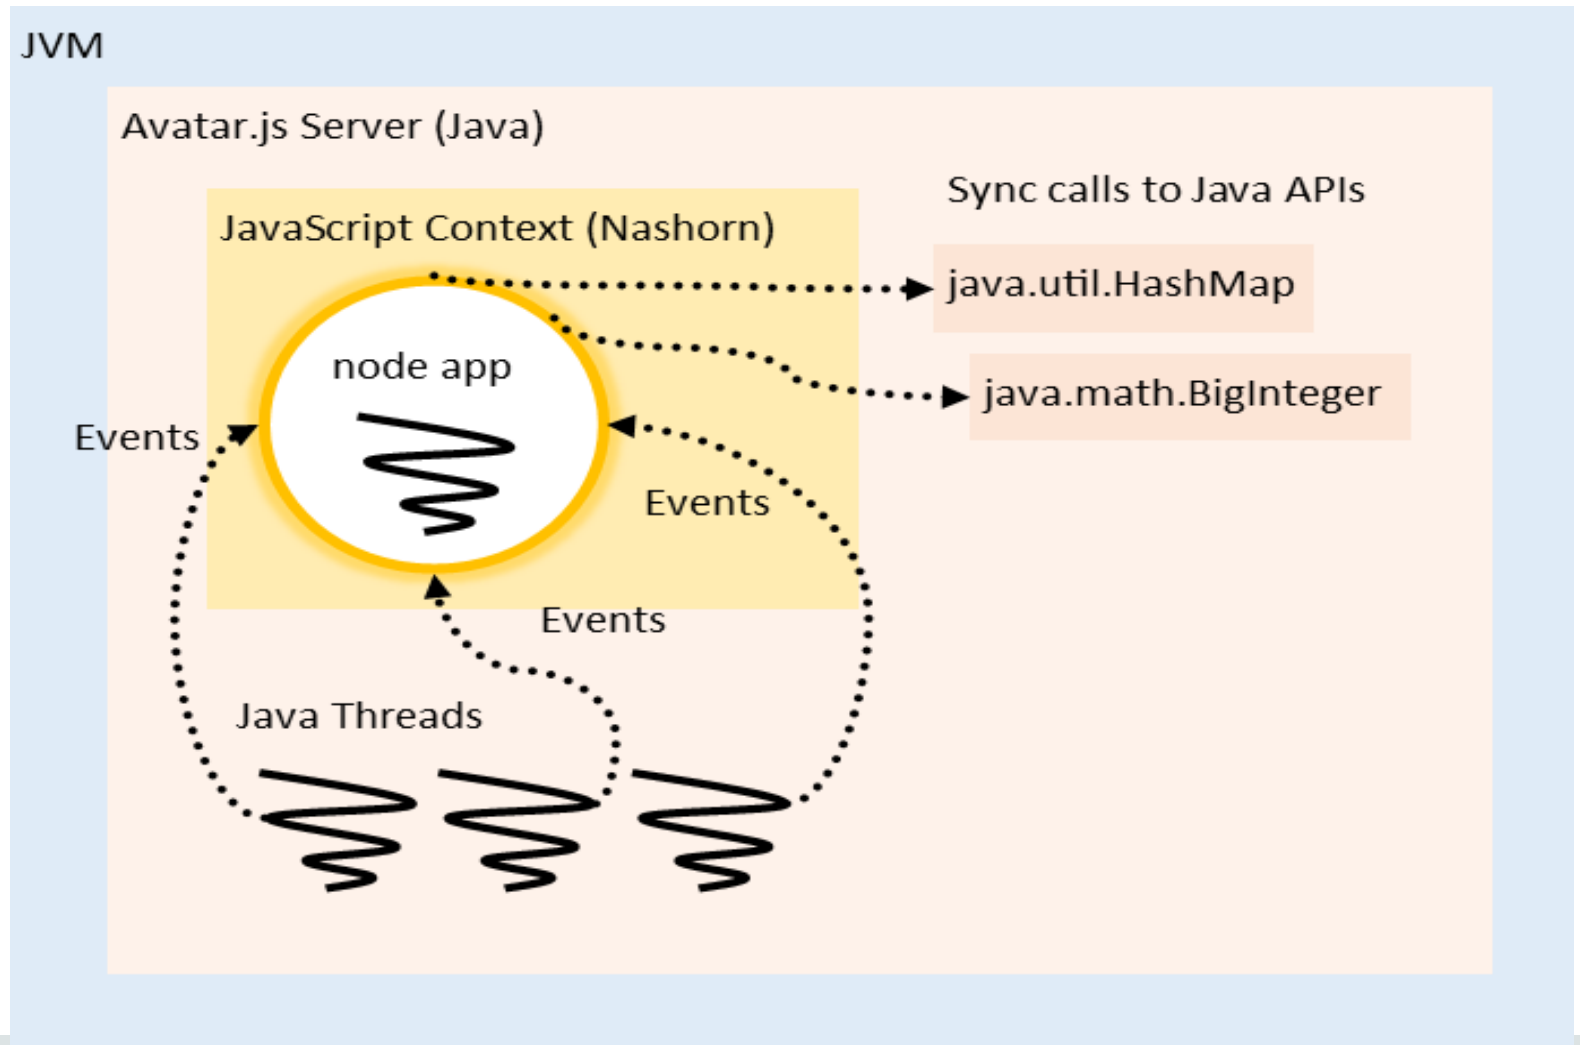 JVM
Avatar.js Server (Java)
Sync calls to Java APIs
JavaScript Context (Nashorn)
java.util.HashMap
node app
java.math.BigInteger
Events
Events
Events
Java Threads